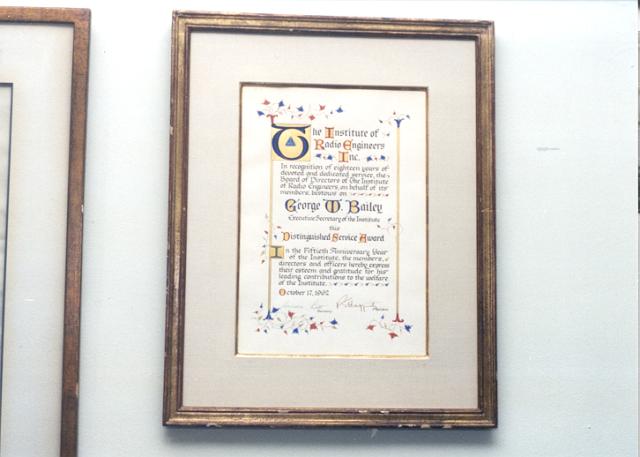 The Institute of
Radio Engineers
Inc.
In recognition of eighteen years of
devoted and dedicated service, the
Board of Directors of the Institute
of Radio Engineers, on behalf of its
members, bestows on
George W. Bailey
Executive Secretary of the Institute
this
Distinguished Service Award
In the Fiftieth Anniversary Year
of the Institute, the members,
directors and officers hereby express
their esteem and gratitude for his
leading contributions to the welfare
of the Institute.
October 17, 1962
Secretary
President